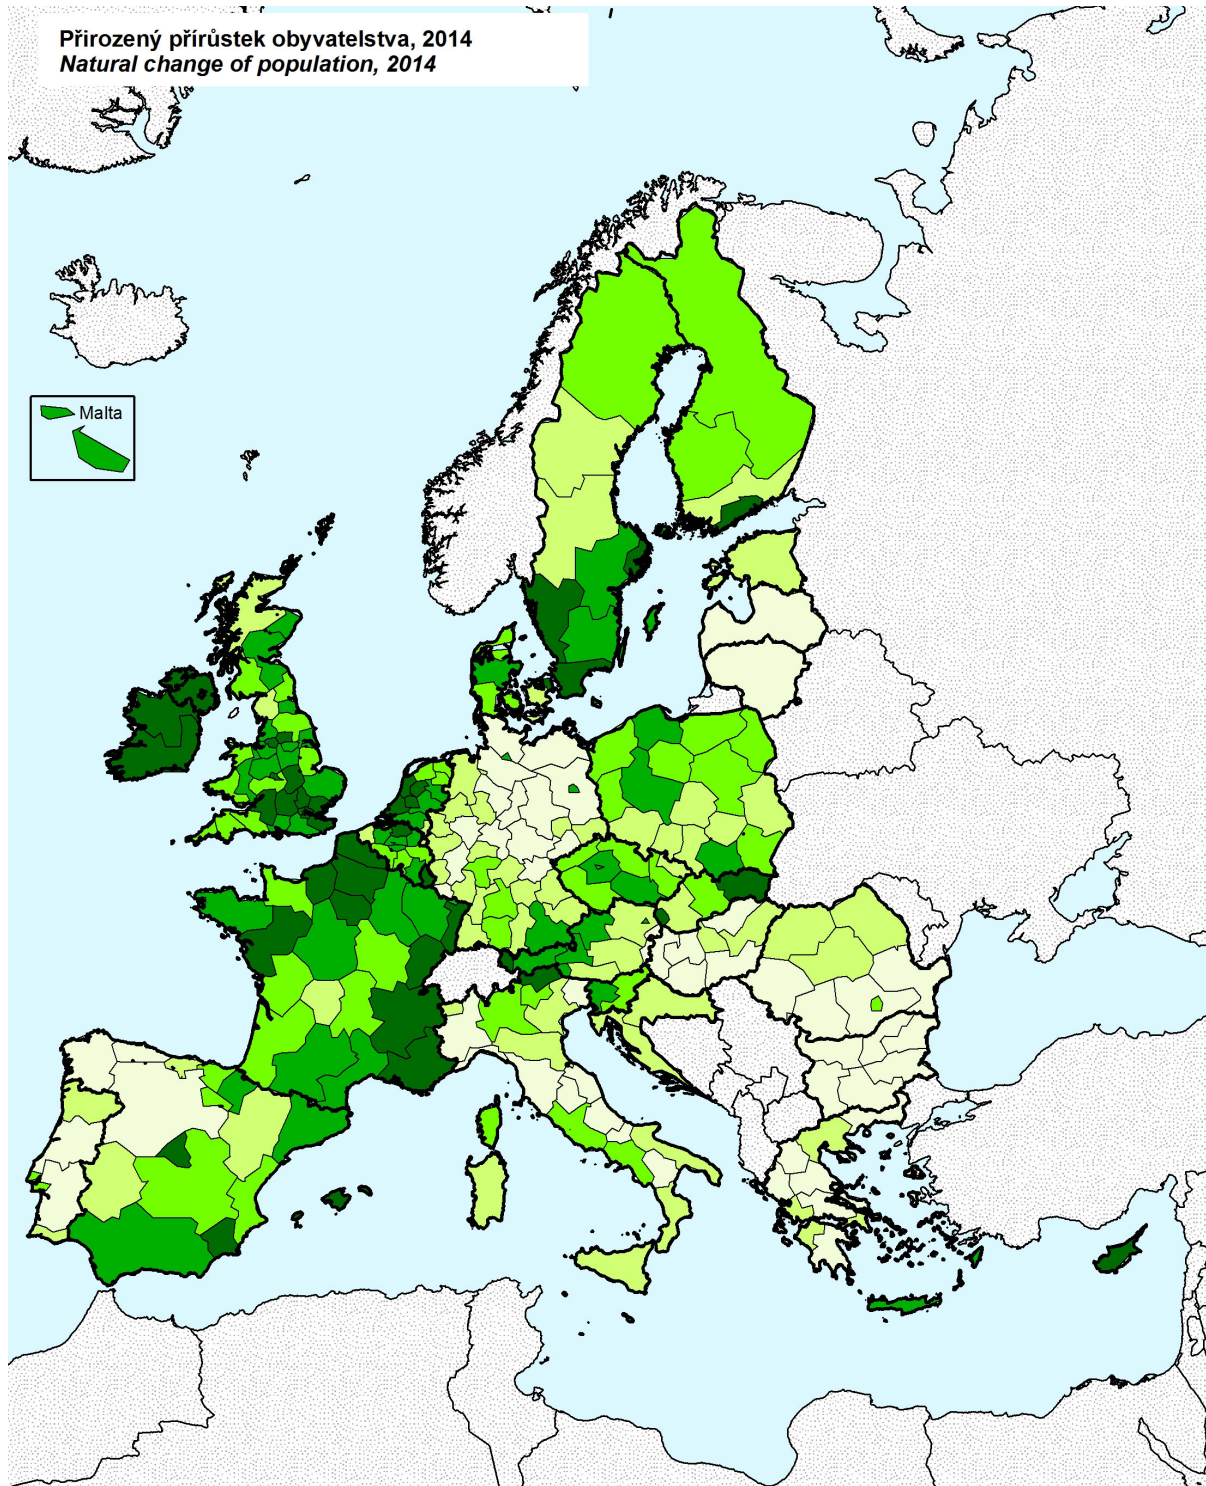 Přirozený přírůstek obyvatelstva, 2014
Natural change of population, 2014
Malta